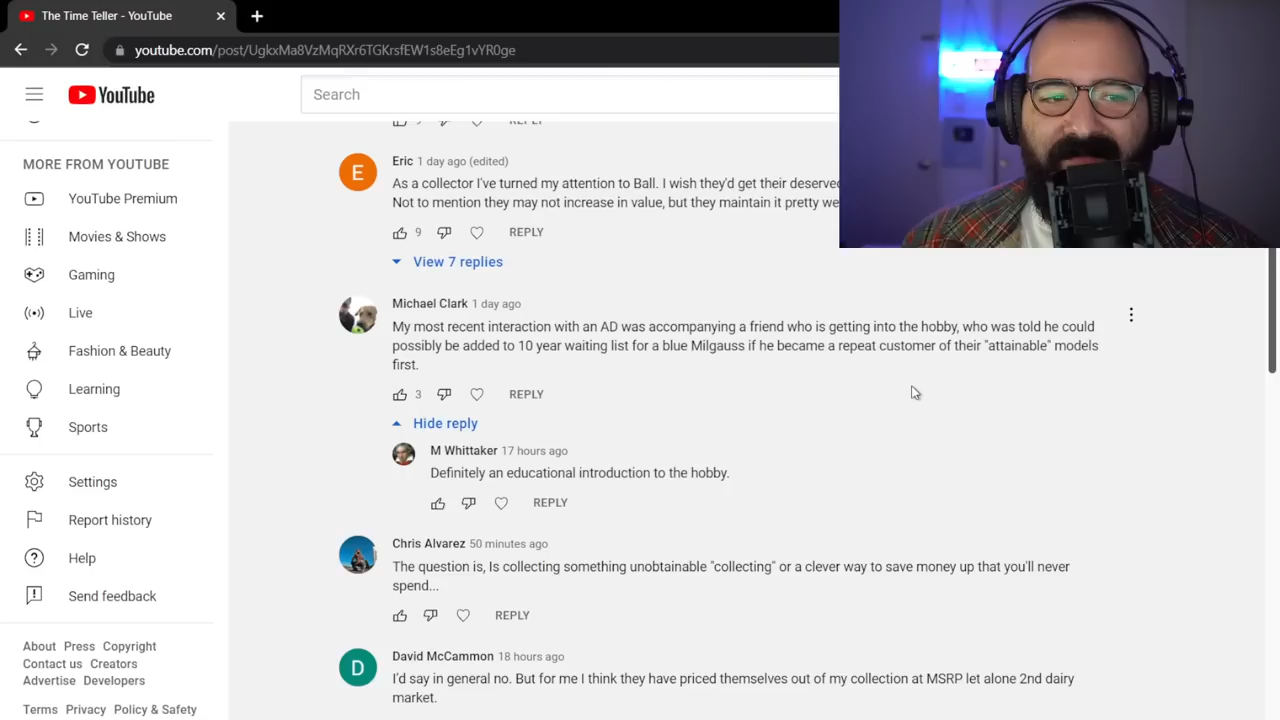 The Time Teller - YouTube
youtube.com/post/UgkxMa8VzMqRXr6TGKrsfEW1s8eEg1vYR0ge
YouTube
Search
MORE FROM YOUTUBE
YouTube Premium
Movies & Shows
Gaming
Live
Fashion & Beauty
Learning
Sports
Settings
Report history
Help
Send feedback
About Press Copyright
Contact us Creators
Advertise Developers
Terms Privacy Policy & Safety
Eric 1 day ago (edited)
E
As a collector I've turned my attention to Ball. I wish they'd get their deserved
Not to mention they may not increase in value, but they maintain it pretty
9 REPLY
View 7 replies
Michael Clark 1 day ago
My most recent interaction with an AD was accompanying a friend who is getting into the hobby, who was told he could
possibly be added to 10 year waiting list for a blue Milgauss if he became a repeat customer of their "attainable" models
first.
3 REPLY
Hide reply
M Whittaker 17 hours ago
Definitely an educational introduction to the hobby.
REPLY
Chris Alvarez 50 minutes ago
The question is, Is collecting something unobtainable "collecting" or a clever way to save money up that you'll never
spend...
REPLY
David McCammon 18 hours ago
D
I'd say in general no. But for me I think they have priced themselves out of my collection at MSRP let alone 2nd dairy
market.